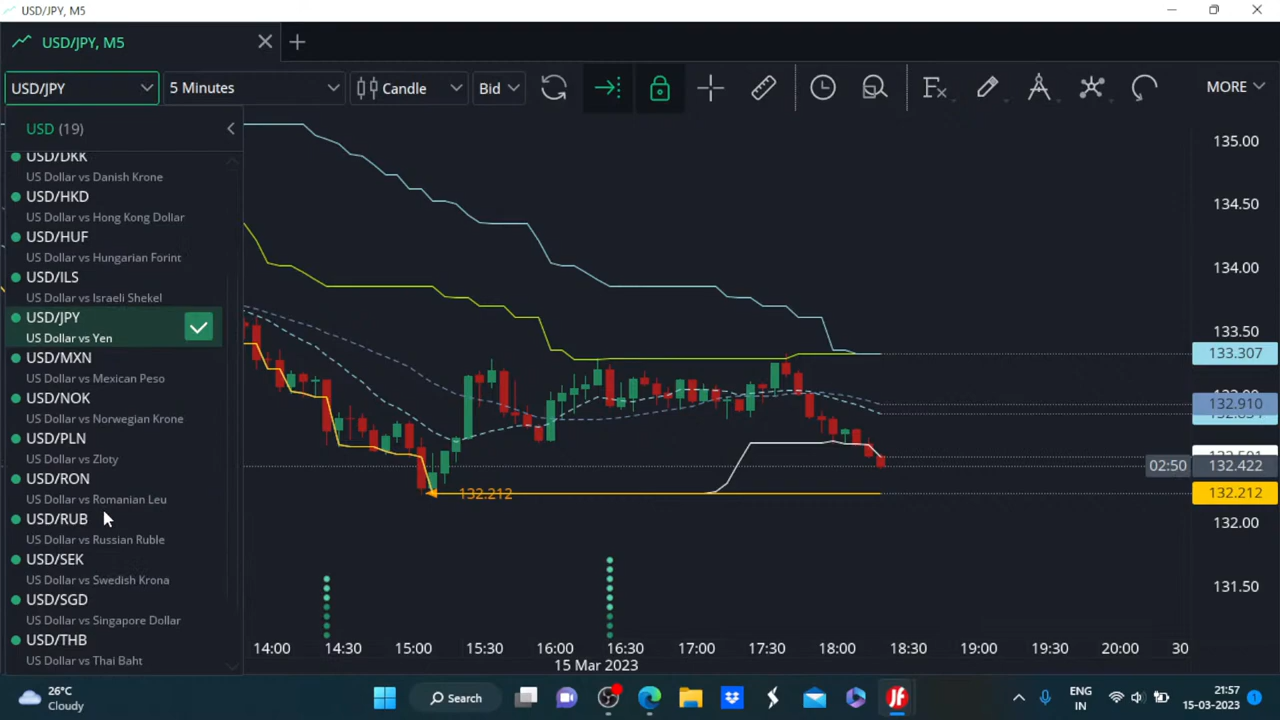 USD/JPY, M5
USD/JPY, M5
USD/JPY
5 Minutes
Candle
Bid
Fx
MORE
USD (19)
USD/DKK
US Dollar vs Danish Krone
USD/HKD
US Dollar vs Hong Kong Dollar
USD/HUF
US Dollar vs Hungarian Forint
USD/ILS
US Dollar vs Israeli Shekel
USD/JPY
US Dollar vs Yen
USD/MXN
US Dollar vs Mexican Peso
USD/NOK
US Dollar vs Norwegian Krone
USD/PLN
US Dollar vs Zloty
USD/RON
US Dollar vs Romanian Leu
USD/RUB
US Dollar vs Russian Ruble
USD/SEK
US Dollar vs Swedish Krona
USD/SGD
US Dollar vs Singapore Dollar
USD/THB
US Dollar vs Thai Baht
132.212
135.00
134.50
134.00
133.50
133.307
132.910
02:50 132.422
132.212
132.00
131.50
14:00 14:30 15:00 15:30 16:00 16:30 17:00 17:30 18:00 18:30 19:00 19:30 20:00 30
15 Mar 2023
26°C
Cloudy
Search
JF
ENG
IN
21:57
15-03-2023
1